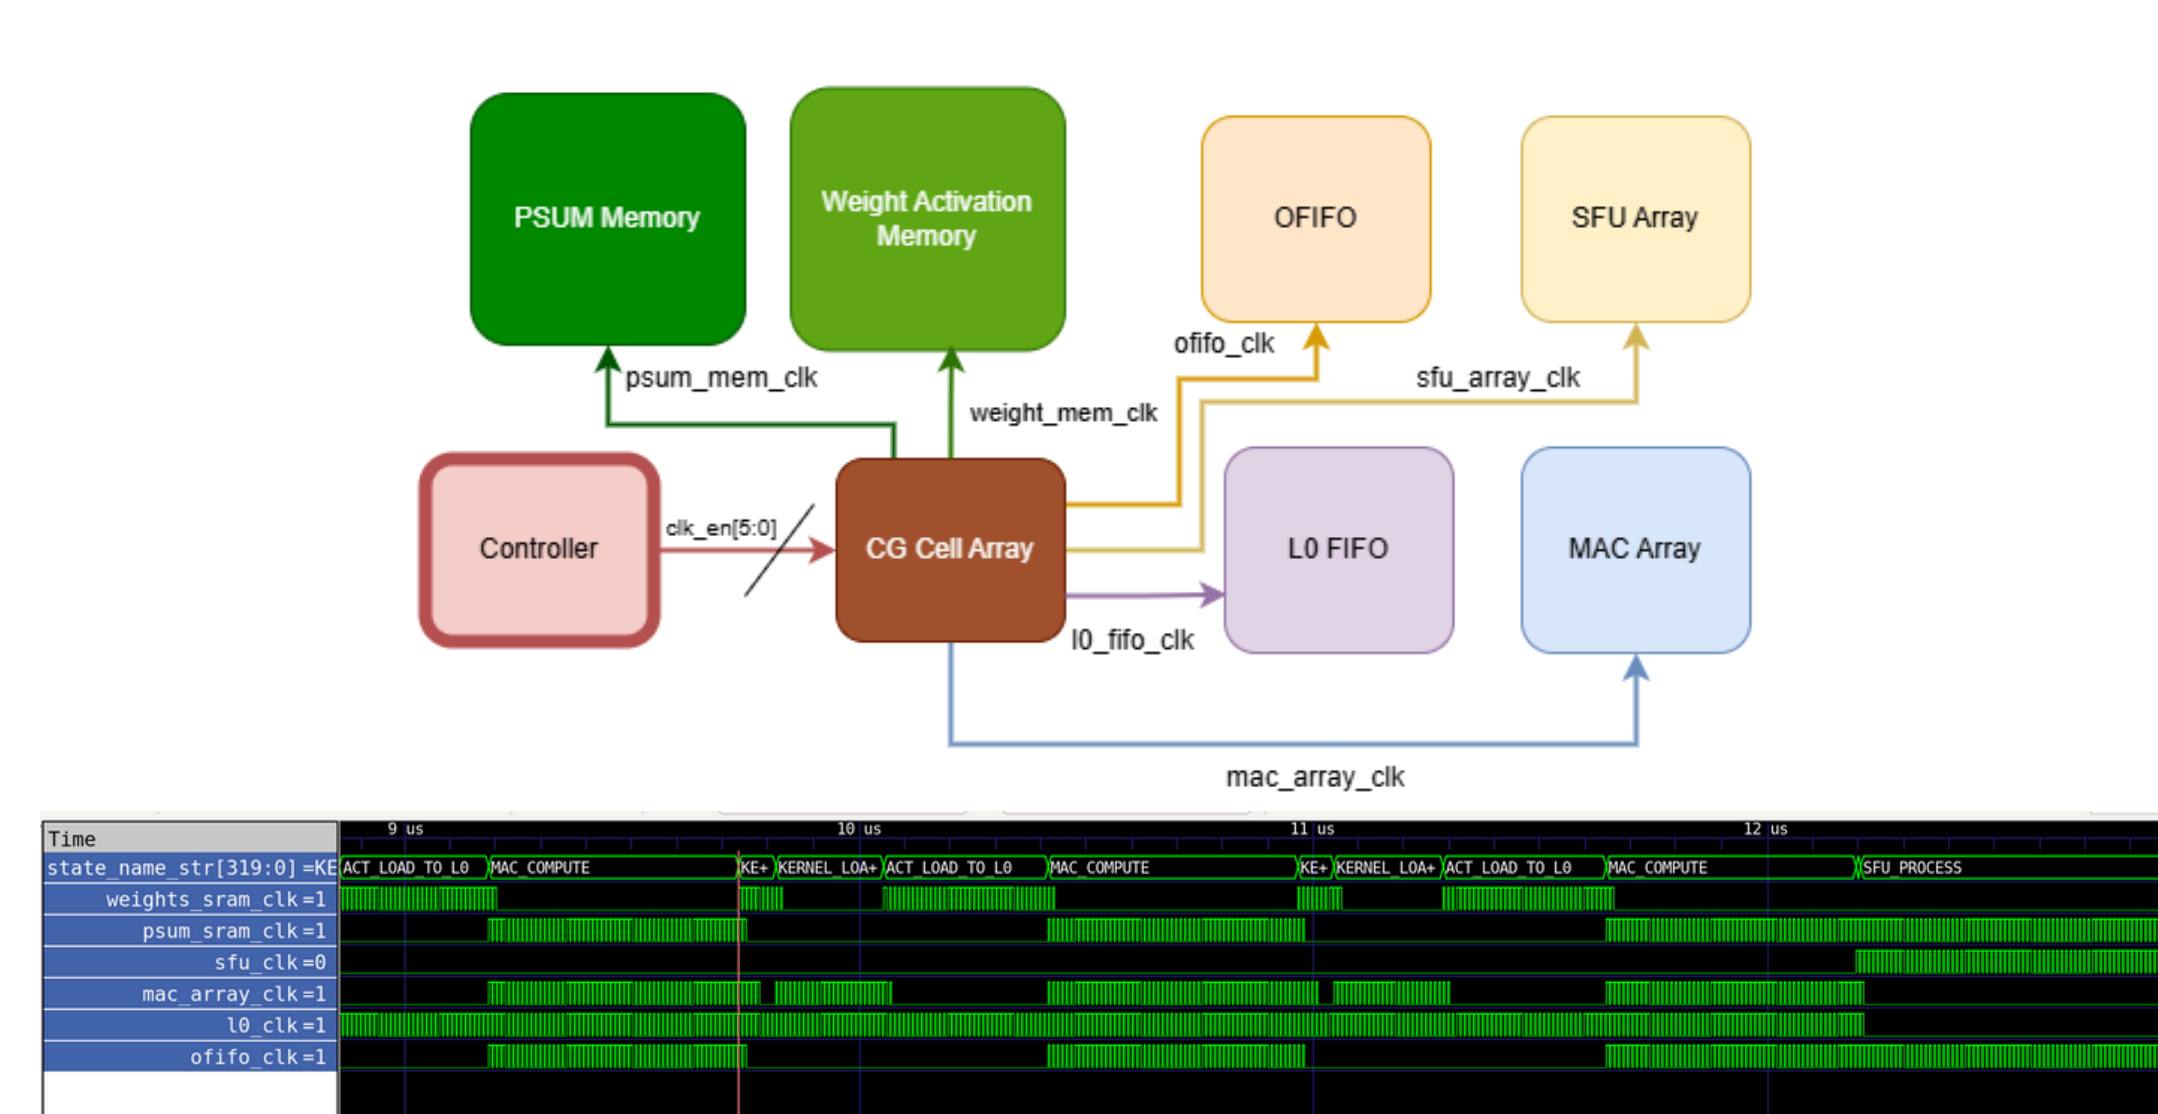 PSUM Memory
Weight Activation
Memory
OFIFO
SFU Array
ofifo_clk
psum_mem_clk
sfu_array_clk
weight_mem_clk
clk_en[5:0]
Controller
CG Cell Array
L0 FIFO
MAC Array
l0_fifo_clk
mac_array_clk
Time
9 us
10 us
11 us
12 us
state_name_str[319:0] =KE
ACT_LOAD_TO_L0
MAC_COMPUTE
KE+
KERNEL_LOA+
ACT_LOAD_TO_L0
MAC_COMPUTE
KE+
KERNEL_LOA+
ACT_LOAD_TO_L0
MAC_COMPUTE
SFU_PROCESS
weights_sram_clk =1
psum_sram_clk =1
sfu_clk =0
mac_array_clk =1
l0_clk =1
ofifo_clk =1